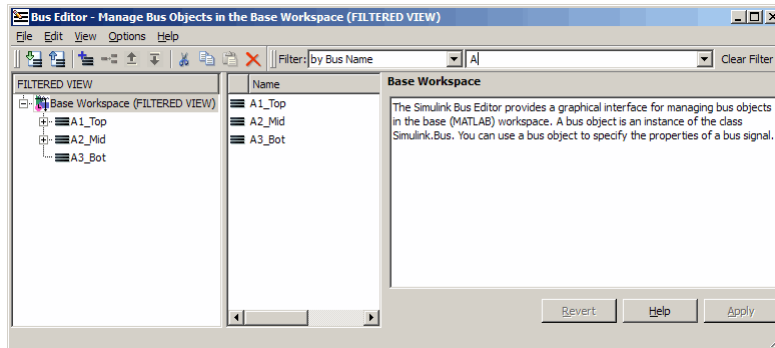 Bus Editor - Manage Bus Objects in the Base Workspace (FILTERED VIEW)
File Edit View Options Help
Filter: by Bus Name A Clear Filter
FILTERED VIEW
Base Workspace (FILTERED VIEW)
A1_Top
A2_Mid
A3_Bot
Name
A1_Top
A2_Mid
A3_Bot
Base Workspace
The Simulink Bus Editor provides a graphical interface for managing bus objects
in the base (MATLAB) workspace. A bus object is an instance of the class
Simulink.Bus. You can use a bus object to specify the properties of a bus signal.
Revert Help Apply